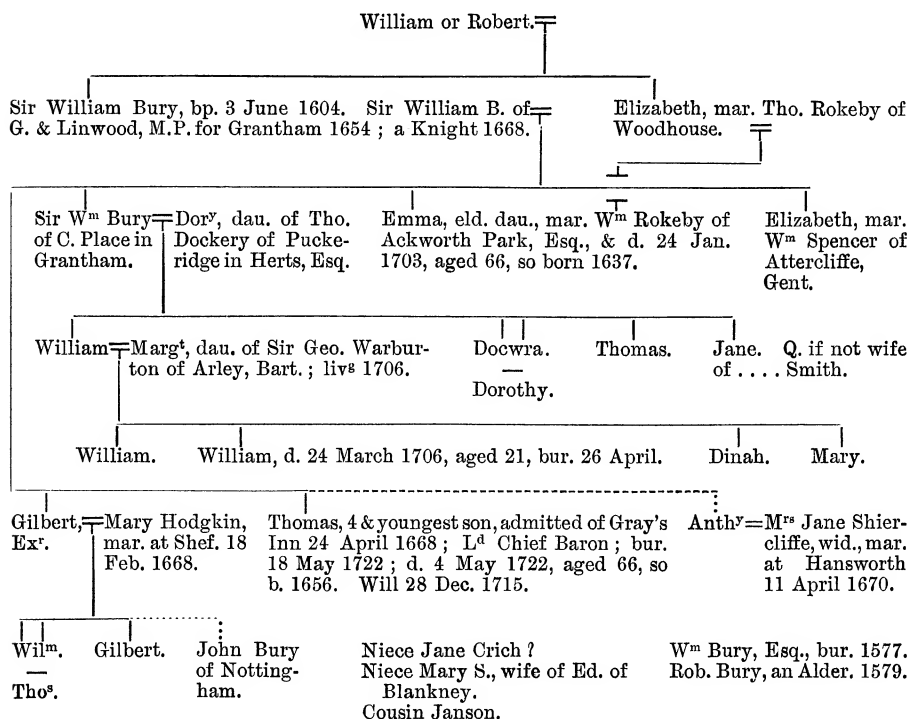 William or Robert.
Sir William Bury, bp. 3 June 1604. Sir William B. of
G. & Linwood, M.P. for Grantham 1654 ; a Knight 1668.
Elizabeth, mar. Tho. Rokeby of
Woodhouse.
Sir Wᵐ Bury
of C. Place in
Grantham.
Dorʸ, dau. of Tho.
Dockery of Pucke-
ridge in Herts, Esq.
Emma, eld. dau., mar. Wᵐ Rokeby of
Ackworth Park, Esq., & d. 24 Jan.
1703, aged 66, so born 1637.
Elizabeth, mar.
Wᵐ Spencer of
Attercliffe,
Gent.
William
Margᵗ, dau. of Sir Geo. Warbur-
ton of Arley, Bart. ; livᵍ 1706.
Docwra.
—
Dorothy.
Thomas.
Jane. Q. if not wife
of . . . . Smith.
William.
William, d. 24 March 1706, aged 21, bur. 26 April.
Dinah.
Mary.
Gilbert,
Exʳ.
Mary Hodgkin,
mar. at Shef. 18
Feb. 1668.
Thomas, 4 & youngest son, admitted of Gray's
Inn 24 April 1668 ; Lᵈ Chief Baron ; bur.
18 May 1722 ; d. 4 May 1722, aged 66, so
b. 1656. Will 28 Dec. 1715.
Anthʸ=Mʳˢ Jane Shier-
cliffe, wid., mar.
at Hansworth
11 April 1670.
Wilᵐ.
—
Thoˢ.
Gilbert.
John Bury
of Notting-
ham.
Niece Jane Crich ?
Niece Mary S., wife of Ed. of
Blankney.
Cousin Janson.
Wᵐ Bury, Esq., bur. 1577.
Rob. Bury, an Alder. 1579.